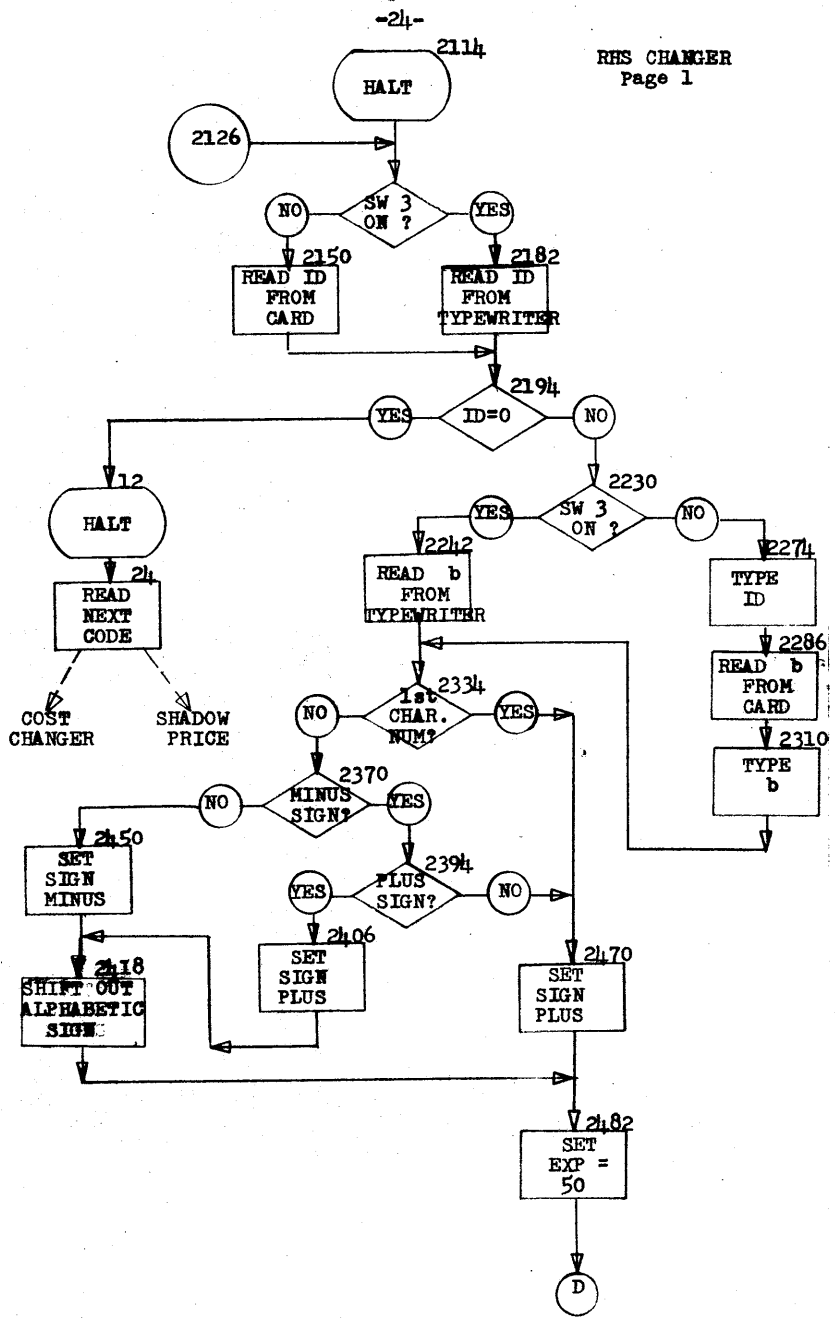 -24-
RHS CHANGER
Page 1
2114
HALT
2126
SW 3
ON ?
NO
YES
2150
READ ID
FROM
CARD
2182
READ ID
FROM
TYPEWRITER
2194
ID=0
YES
NO
12
HALT
24
READ
NEXT
CODE
COST
CHANGER
SHADOW
PRICE
2230
SW 3
ON ?
YES
NO
2242
READ b
FROM
TYPEWRITER
2274
TYPE
ID
2286
READ b
FROM
CARD
2310
TYPE
b
2334
1st
CHAR.
NUM?
NO
YES
2370
MINUS
SIGN?
NO
YES
2450
SET
SIGN
MINUS
2394
PLUS
SIGN?
YES
NO
2406
SET
SIGN
PLUS
2418
SHIFT OUT
ALPHABETIC
SIGN
2470
SET
SIGN
PLUS
2482
SET
EXP =
50
D